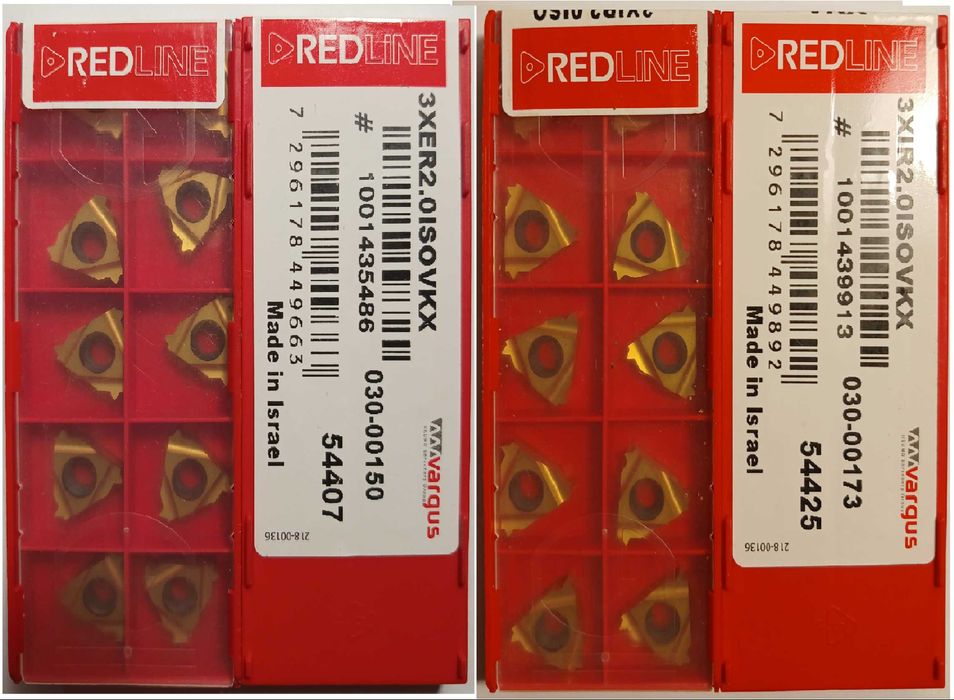 REDLINE
REDLINE
3XER2.0ISOVKX
# 1001435486 030-00150
7 296178 449663 54407
Made in Israel
vargus
218-00136
REDLINE
REDLINE
3XIR2.0ISOVKX
# 1001439913 030-00173
7 296178 449892 54425
Made in Israel
vargus
218-00136